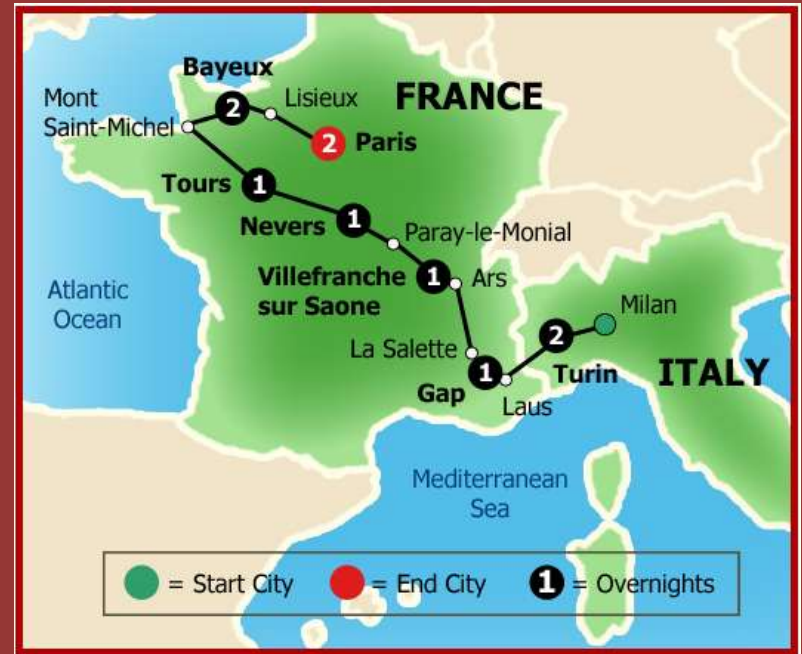 Bayeux
Mont
Saint-Michel
2
Lisieux
FRANCE
2
Paris
Tours
1
Nevers
1
Paray-le-Monial
Villefranche
sur Saone
1
Ars
Atlantic
Ocean
Milan
La Salette
2
Turin
ITALY
Gap
1
Laus
Mediterranean
Sea
= Start City
= End City
1 = Overnights